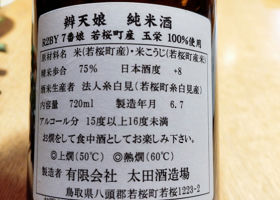 辨天娘 純米酒
R2BY 7番娘 若桜町産 玉栄 100%使用
原材料名 米(若桜町産)・米こうじ(若桜町産米)
精米歩合 75% 日本酒度 +8
酒米生産者 法人糸白見(若桜町糸白見)
内容量 720ml 製造年月 6.7
アルコール分 15度以上16度未満
お燗をして食中酒としてお楽しみ下さい。
◎上燗(50℃) ◎熱燗(60℃)
製造者 有限会社 太田酒造場
鳥取県八頭郡若桜町若桜1223-2